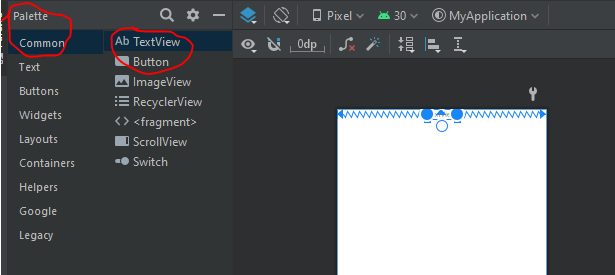 Palette
Common
Text
Buttons
Widgets
Layouts
Containers
Helpers
Google
Legacy
Ab TextView
Button
ImageView
RecyclerView
<> <fragment>
ScrollView
Switch
Pixel
30
MyApplication
0dp